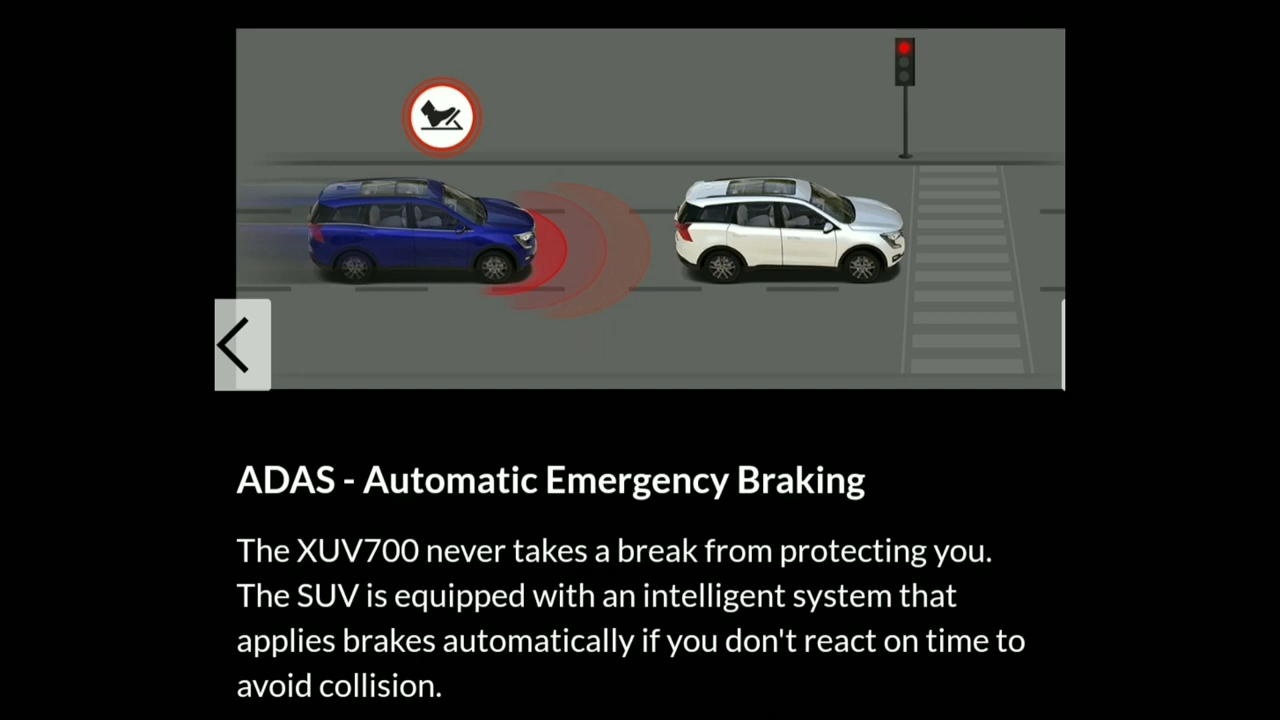 ADAS - Automatic Emergency Braking
The XUV700 never takes a break from protecting you.
The SUV is equipped with an intelligent system that
applies brakes automatically if you don't react on time to
avoid collision.